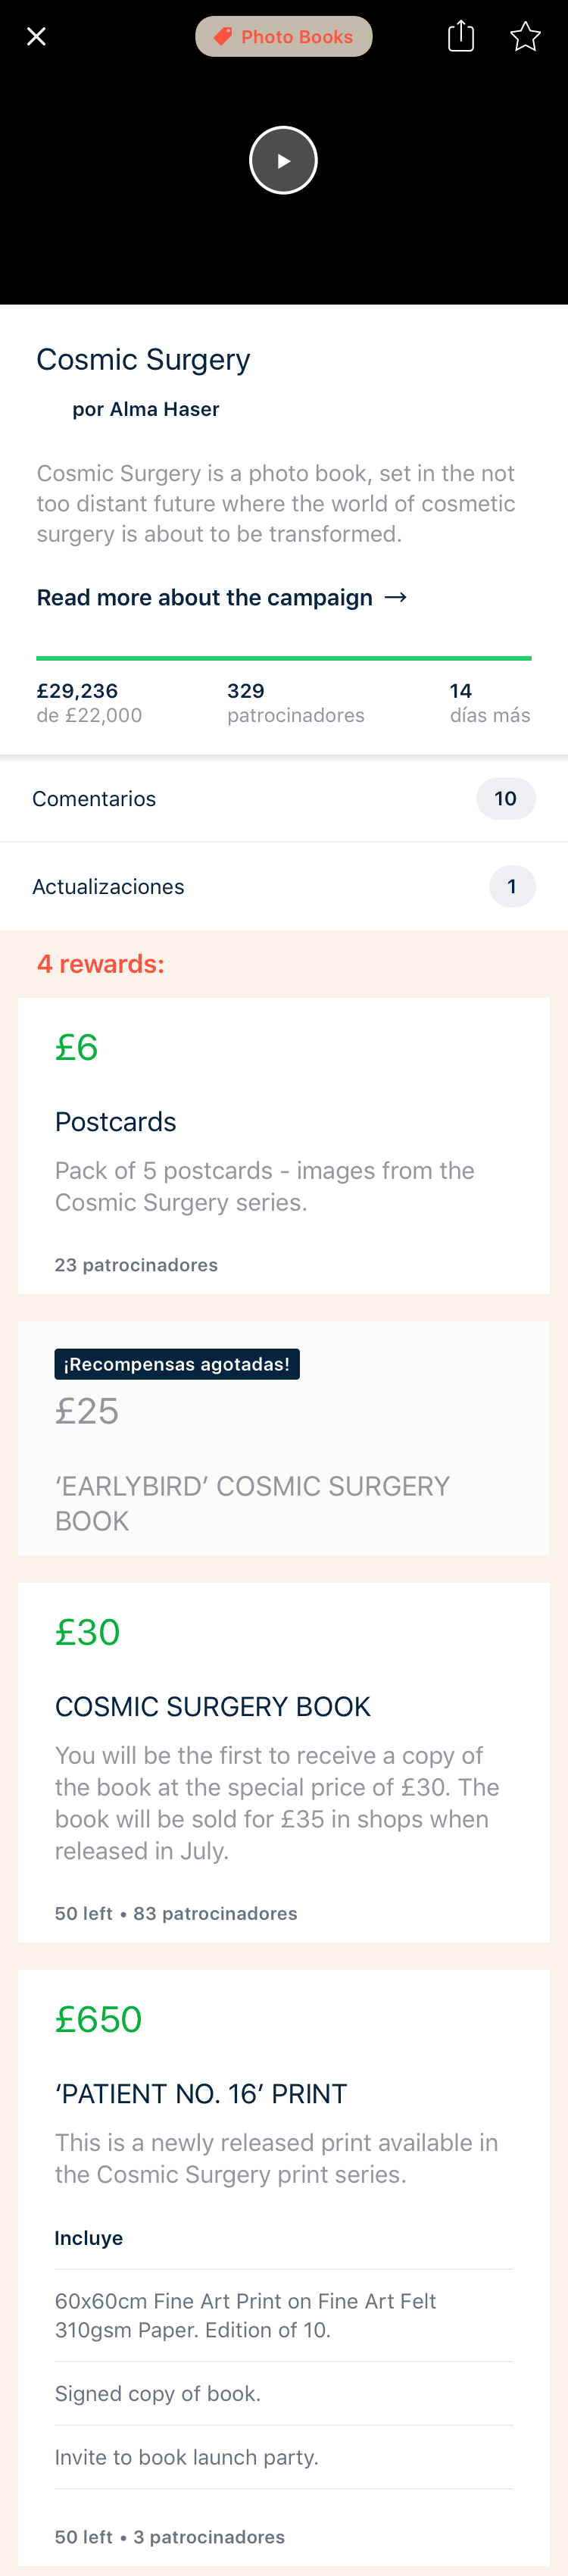 Photo Books
Cosmic Surgery
por Alma Haser
Cosmic Surgery is a photo book, set in the not
too distant future where the world of cosmetic
surgery is about to be transformed.
Read more about the campaign →
£29,236
de £22,000
329
patrocinadores
14
días más
Comentarios
10
Actualizaciones
1
4 rewards:
£6
Postcards
Pack of 5 postcards - images from the
Cosmic Surgery series.
23 patrocinadores
¡Recompensas agotadas!
£25
‘EARLYBIRD’ COSMIC SURGERY
BOOK
£30
COSMIC SURGERY BOOK
You will be the first to receive a copy of
the book at the special price of £30. The
book will be sold for £35 in shops when
released in July.
50 left • 83 patrocinadores
£650
‘PATIENT NO. 16’ PRINT
This is a newly released print available in
the Cosmic Surgery print series.
Incluye
60x60cm Fine Art Print on Fine Art Felt
310gsm Paper. Edition of 10.
Signed copy of book.
Invite to book launch party.
50 left • 3 patrocinadores